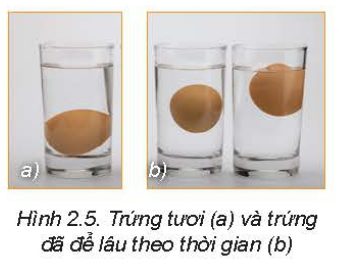 a)
b)
Hình 2.5. Trứng tươi (a) và trứng
đã để lâu theo thời gian (b)